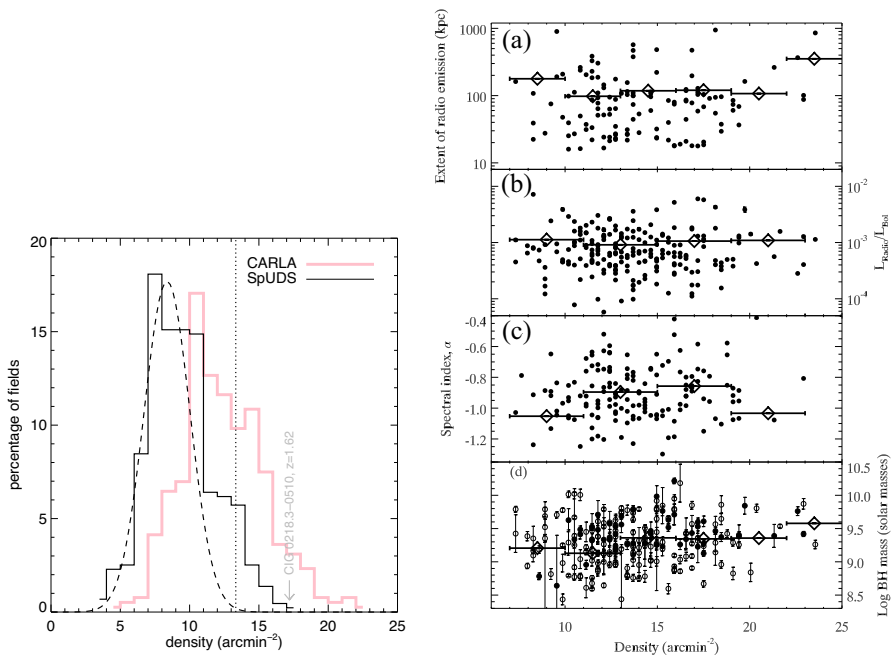 20
15
10
5
0
0 5 10 15 20 25
percentage of fields
density (arcmin⁻²)
CARLA
SpUDS
ClG 0218.3-0510, z=1.62
(a)
1000
100
10
Extent of radio emission (kpc)
(b)
10⁻²
10⁻³
10⁻⁴
L_Radio/L_Bol
(c)
-0.4
-0.6
-0.8
-1.0
-1.2
Spectral index, α
(d)
10.5
10.0
9.5
9.0
8.5
Log BH mass (solar masses)
10 15 20 25
Density (arcmin⁻²)